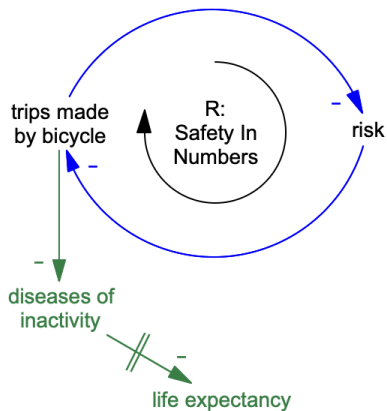 R:
trips made
by bicycle
Safety In
Numbers
–
risk
–
–
diseases of
inactivity
–
life expectancy